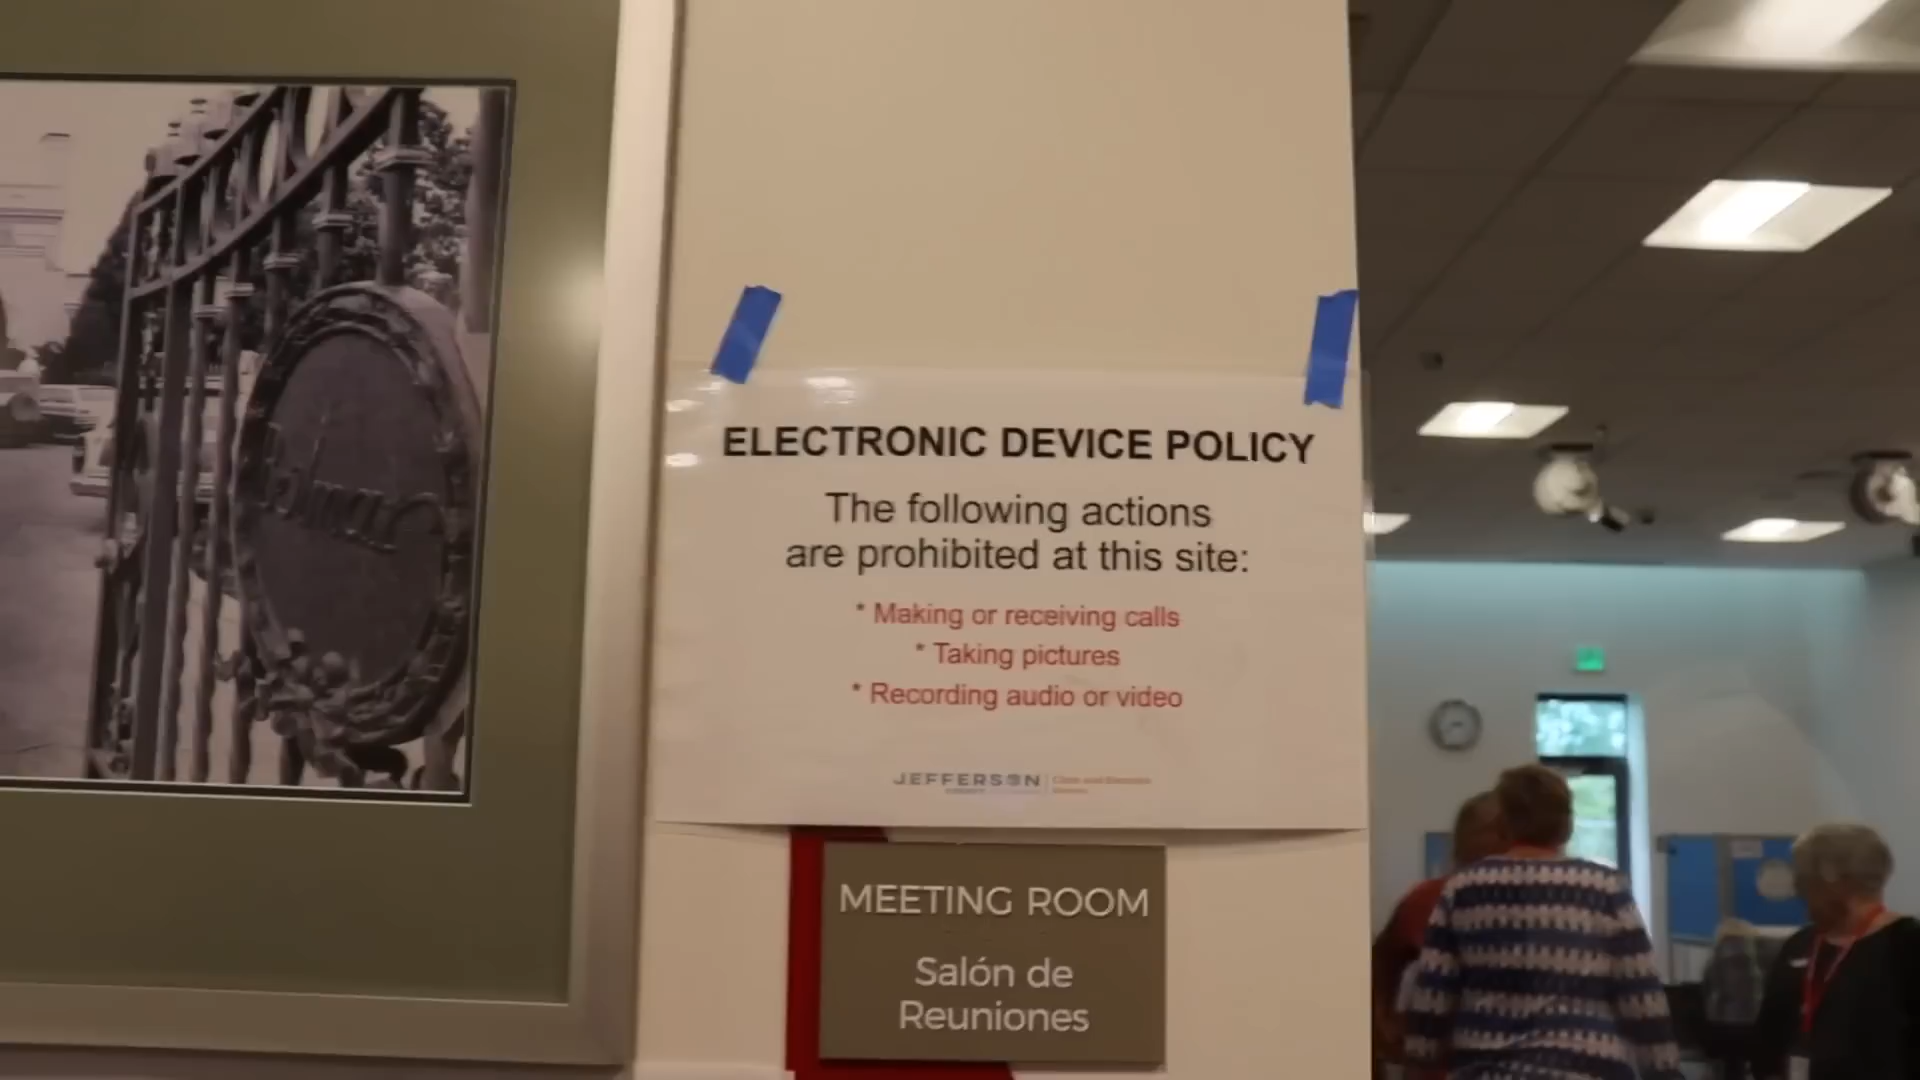 ELECTRONIC DEVICE POLICY
The following actions
are prohibited at this site:
* Making or receiving calls
* Taking pictures
* Recording audio or video
JEFFERSON
MEETING ROOM
Salón de
Reuniones